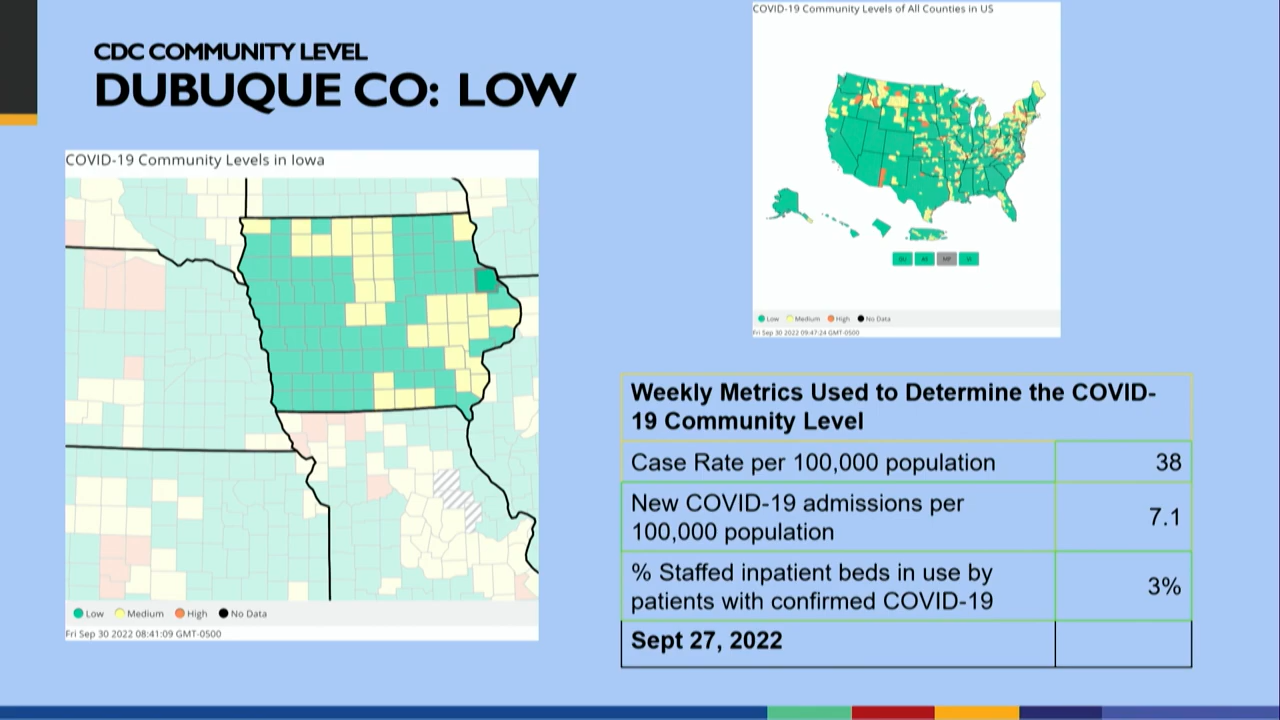 CDC COMMUNITY LEVEL
DUBUQUE CO: LOW
COVID-19 Community Levels in Iowa
Low Medium High No Data
Fri Sep 30 2022 08:41:09 GMT-0500
COVID-19 Community Levels of All Counties in US
GU AS MP VI
Low Medium High No Data
Fri Sep 30 2022 09:47:24 GMT-0500
Weekly Metrics Used to Determine the COVID-
19 Community Level
Case Rate per 100,000 population 38
New COVID-19 admissions per
100,000 population
7.1
% Staffed inpatient beds in use by
patients with confirmed COVID-19
3%
Sept 27, 2022